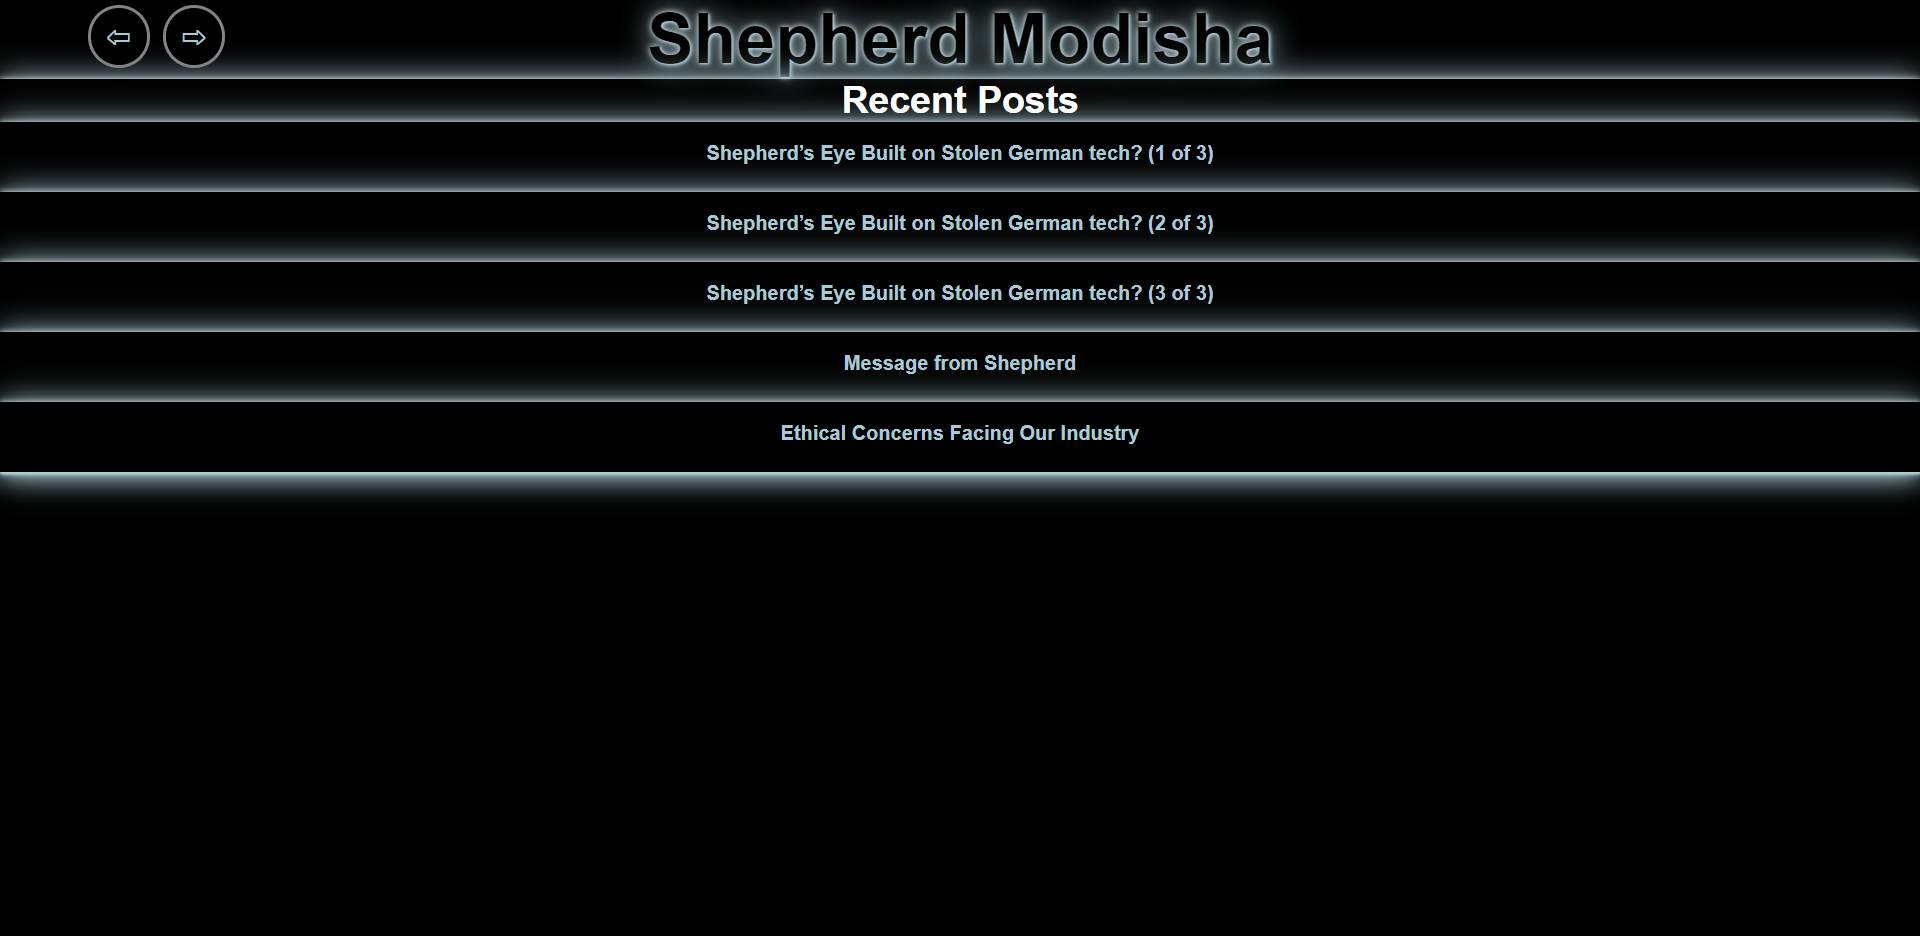 ⇦ ⇨ Shepherd Modisha
Recent Posts
Shepherd’s Eye Built on Stolen German tech? (1 of 3)
Shepherd’s Eye Built on Stolen German tech? (2 of 3)
Shepherd’s Eye Built on Stolen German tech? (3 of 3)
Message from Shepherd
Ethical Concerns Facing Our Industry